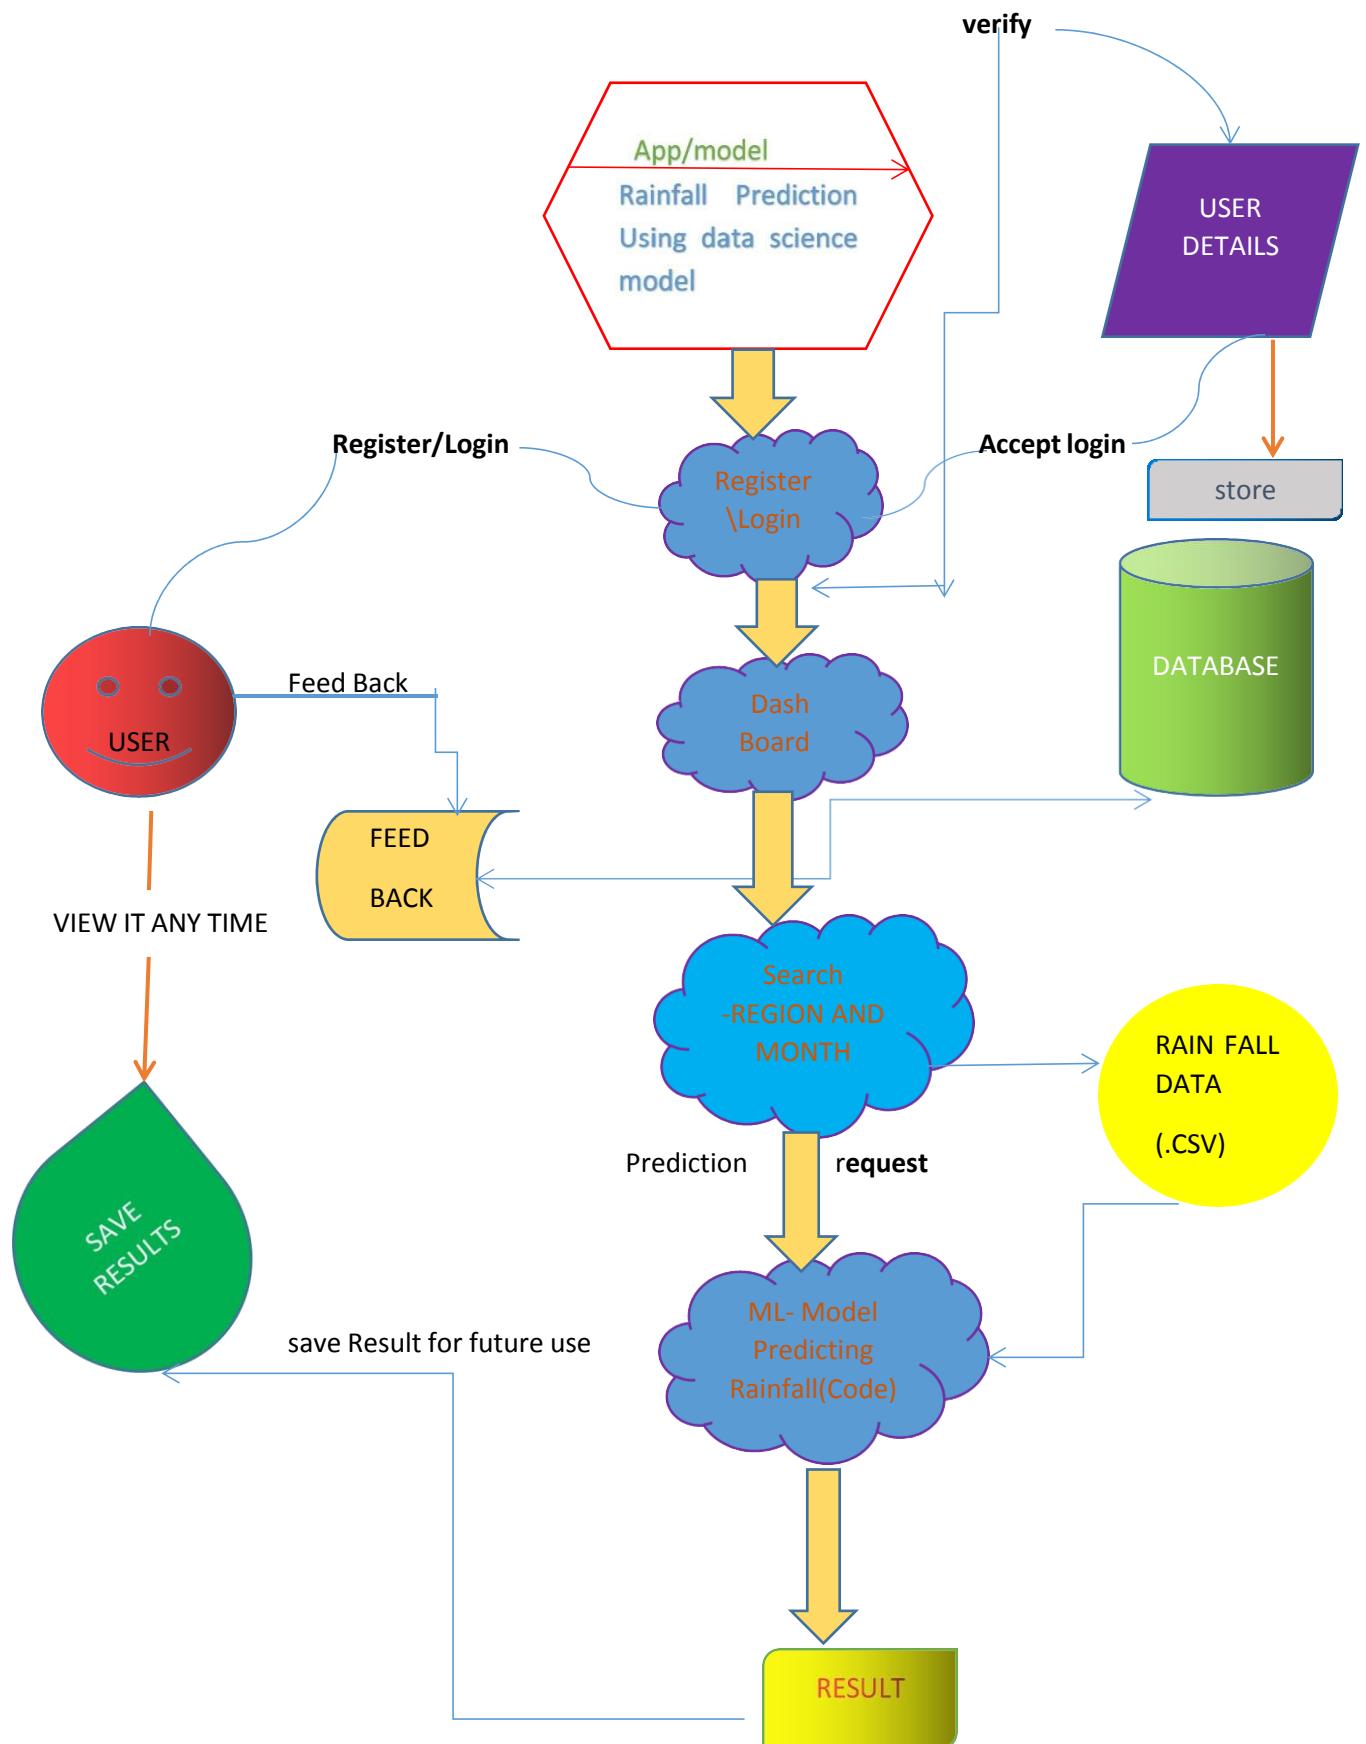 verify
App/model
Rainfall Prediction
Using data science
model
USER
DETAILS
Register/Login
Accept login
Register
\Login
store
Feed Back
USER
Dash
Board
DATABASE
FEED
BACK
VIEW IT ANY TIME
Search
-REGION AND
MONTH
RAIN FALL
DATA
(.CSV)
Prediction request
SAVE
RESULTS
ML- Model
Predicting
Rainfall(Code)
save Result for future use
RESULT